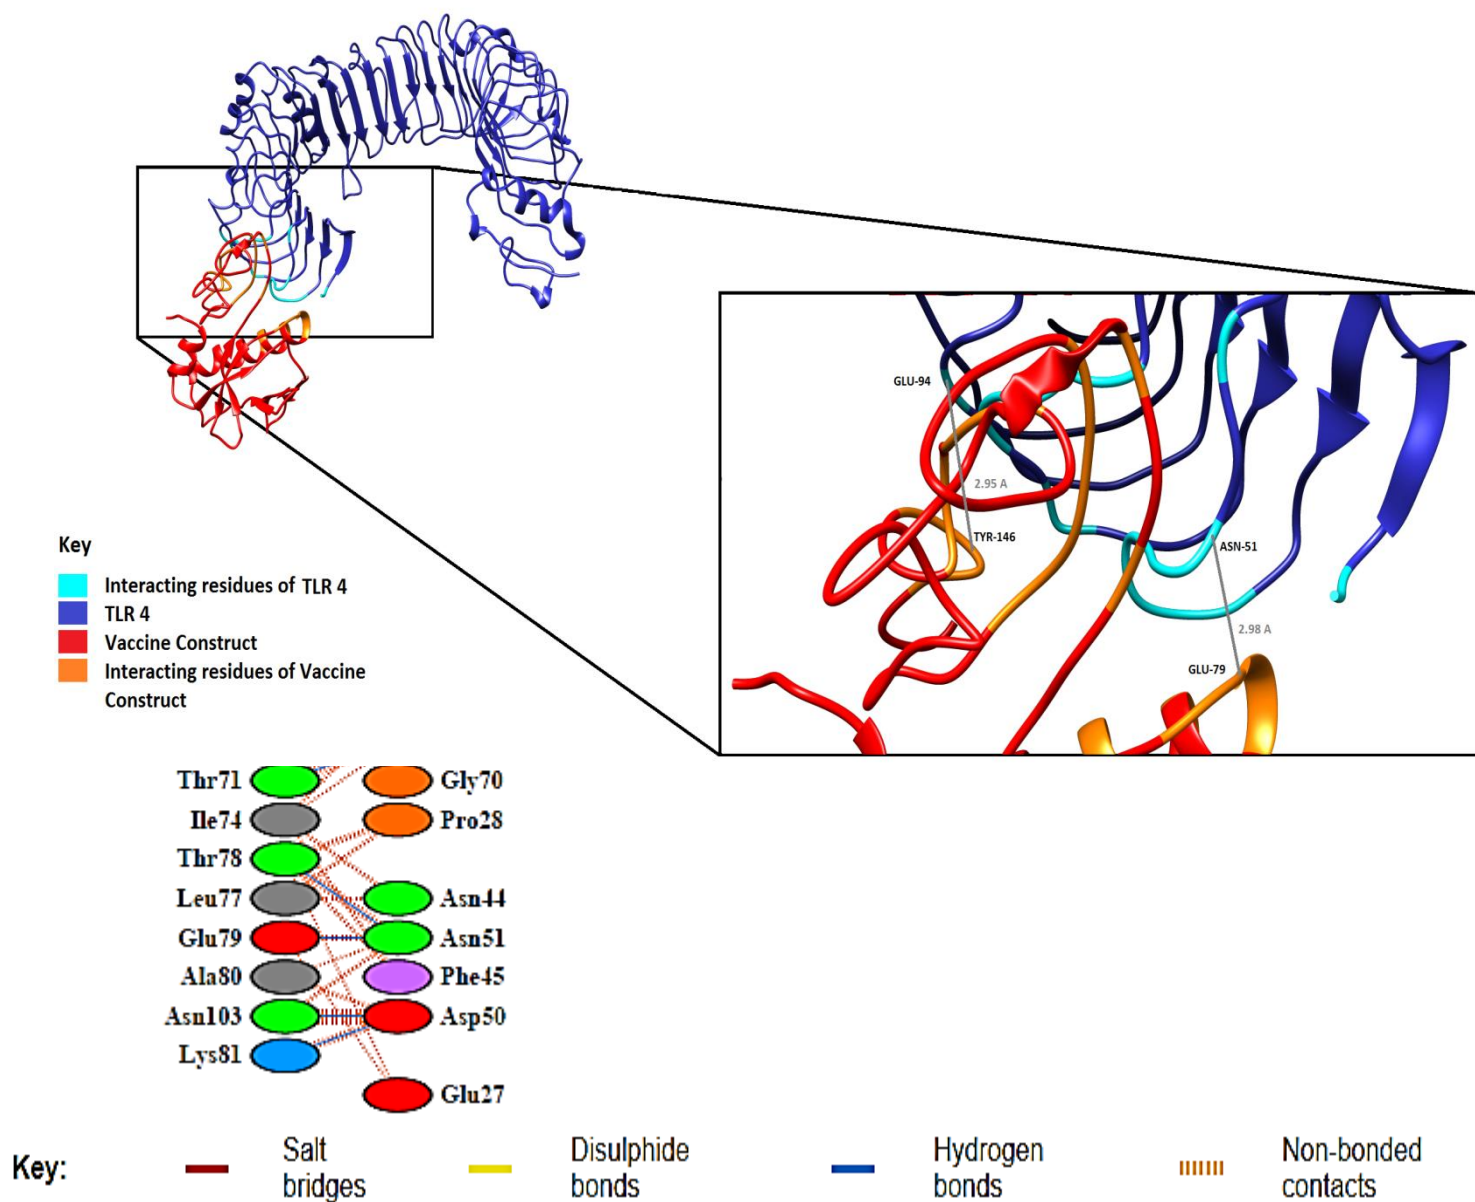 GLU-94
2.95 A
TYR-146
ASN-51
2.98 A
GLU-79
Key
Interacting residues of TLR 4
TLR 4
Vaccine Construct
Interacting residues of Vaccine
Construct
Thr71 Gly70
Ile74 Pro28
Thr78
Leu77 Asn44
Glu79 Asn51
Ala80 Phe45
Asn103 Asp50
Lys81
Glu27
Key:
Salt
bridges
Disulphide
bonds
Hydrogen
bonds
Non-bonded
contacts